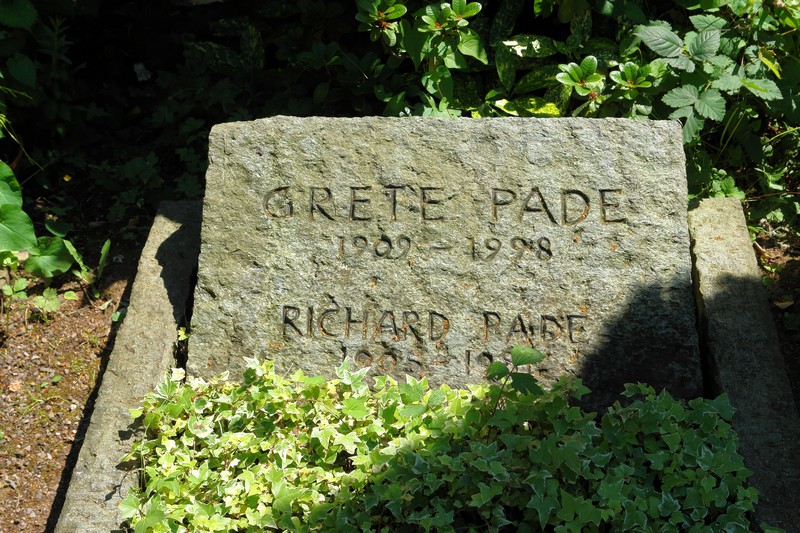 GRETE PADE
1909 – 1998
RICHARD PADE